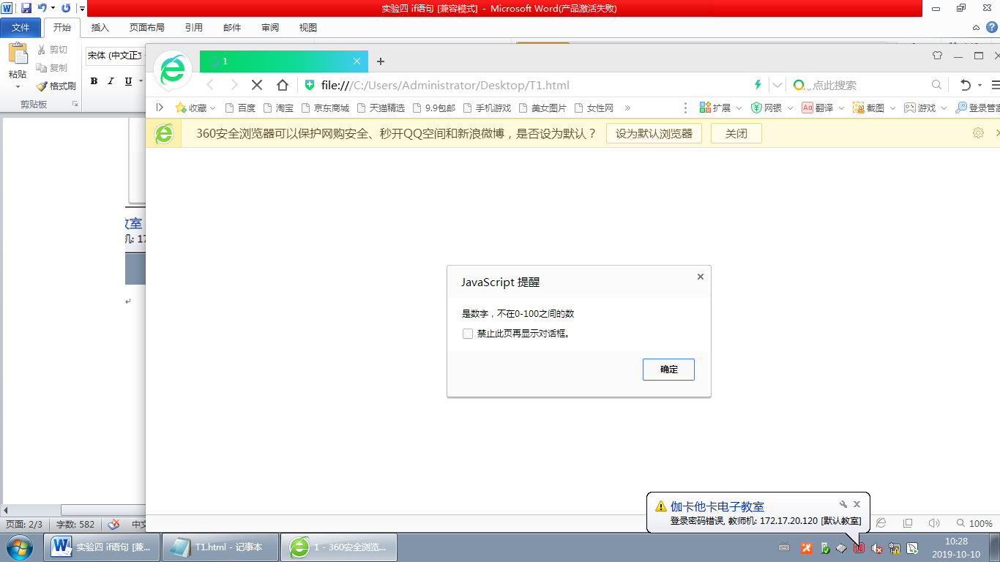 实验四 if语句 [兼容模式] - Microsoft Word(产品激活失败)
文件 开始 插入 页面布局 引用 邮件 审阅 视图
剪切
宋体 (中文正文
粘贴
复制
格式刷
B I U
剪贴板
1
file:///C:/Users/Administrator/Desktop/T1.html
点此搜索
收藏 百度 淘宝 京东商城 天猫精选 9.9包邮 手机游戏 美女图片 女性网 » 扩展 网银 Aa 翻译 截图 游戏 登录管家
360安全浏览器可以保护网购安全、秒开QQ空间和新浪微博，是否设为默认？ 设为默认浏览器 关闭
教室
机: 17
JavaScript 提醒
是数字，不在0-100之间的数
禁止此页再显示对话框。
确定
伽卡他卡电子教室
登录密码错误, 教师机: 172.17.20.120 [默认教室]
页面: 2/3 字数: 582 中文
100%
实验四 if语句 [兼... T1.html - 记事本 1 - 360安全浏览...
10:28
2019-10-10